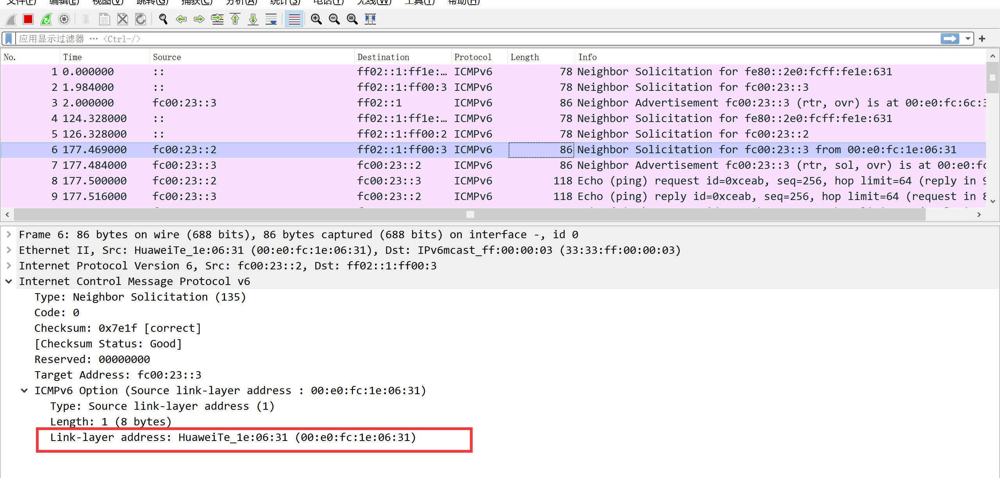 文件(F) 编辑(E) 视图(V) 跳转(G) 捕获(C) 分析(A) 统计(S) 电话(Y) 无线(W) 工具(T) 帮助(H)
应用显示过滤器 … <Ctrl-/>
No. Time Source Destination Protocol Length Info
1 0.000000 :: ff02::1:ff1e:… ICMPv6 78 Neighbor Solicitation for fe80::2e0:fcff:fe1e:631
2 1.984000 :: ff02::1:ff00:3 ICMPv6 78 Neighbor Solicitation for fc00:23::3
3 2.000000 fc00:23::3 ff02::1 ICMPv6 86 Neighbor Advertisement fc00:23::3 (rtr, ovr) is at 00:e0:fc:6c:3
4 124.328000 :: ff02::1:ff1e:… ICMPv6 78 Neighbor Solicitation for fe80::2e0:fcff:fe1e:631
5 126.328000 :: ff02::1:ff00:2 ICMPv6 78 Neighbor Solicitation for fc00:23::2
6 177.469000 fc00:23::2 ff02::1:ff00:3 ICMPv6 86 Neighbor Solicitation for fc00:23::3 from 00:e0:fc:1e:06:31
7 177.484000 fc00:23::3 fc00:23::2 ICMPv6 86 Neighbor Advertisement fc00:23::3 (rtr, sol, ovr) is at 00:e0:fc
8 177.500000 fc00:23::2 fc00:23::3 ICMPv6 118 Echo (ping) request id=0xceab, seq=256, hop limit=64 (reply in 9
9 177.516000 fc00:23::3 fc00:23::2 ICMPv6 118 Echo (ping) reply id=0xceab, seq=256, hop limit=64 (request in 8
Frame 6: 86 bytes on wire (688 bits), 86 bytes captured (688 bits) on interface -, id 0
Ethernet II, Src: HuaweiTe_1e:06:31 (00:e0:fc:1e:06:31), Dst: IPv6mcast_ff:00:00:03 (33:33:ff:00:00:03)
Internet Protocol Version 6, Src: fc00:23::2, Dst: ff02::1:ff00:3
Internet Control Message Protocol v6
Type: Neighbor Solicitation (135)
Code: 0
Checksum: 0x7e1f [correct]
[Checksum Status: Good]
Reserved: 00000000
Target Address: fc00:23::3
ICMPv6 Option (Source link-layer address : 00:e0:fc:1e:06:31)
Type: Source link-layer address (1)
Length: 1 (8 bytes)
Link-layer address: HuaweiTe_1e:06:31 (00:e0:fc:1e:06:31)